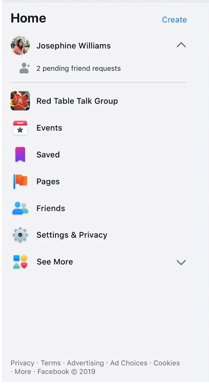 Home Create
Josephine Williams
2 pending friend requests
Red Table Talk Group
Events
Saved
Pages
Friends
Settings & Privacy
See More
Privacy · Terms · Advertising · Ad Choices · Cookies
· More · Facebook © 2019